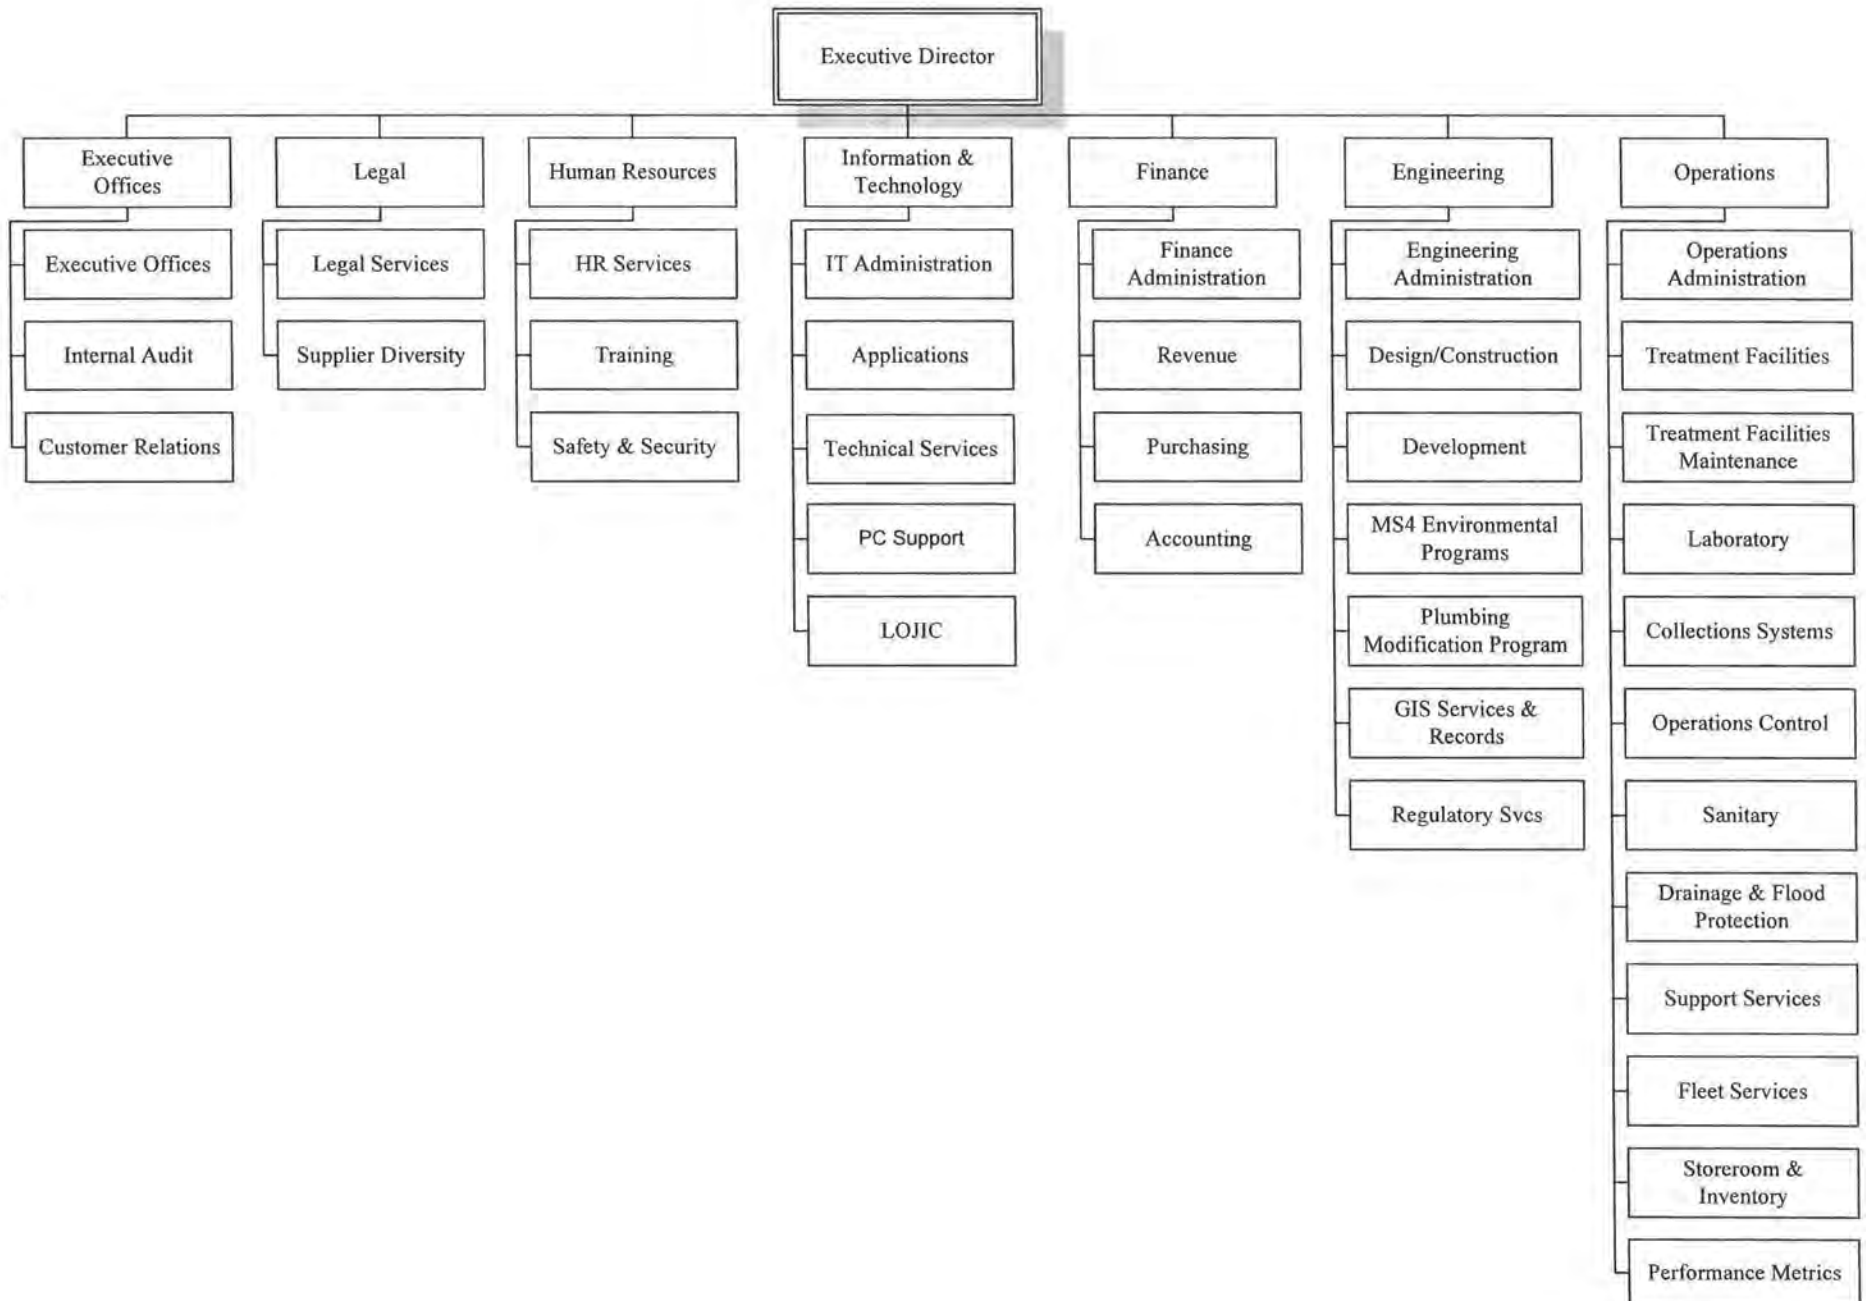 Executive Director
Executive
Offices
Legal
Human Resources
Information &
Technology
Finance
Engineering
Operations
Executive Offices
Internal Audit
Customer Relations
Legal Services
Supplier Diversity
HR Services
Training
Safety & Security
IT Administration
Applications
Technical Services
PC Support
LOJIC
Finance
Administration
Revenue
Purchasing
Accounting
Engineering
Administration
Design/Construction
Development
MS4 Environmental
Programs
Plumbing
Modification Program
GIS Services &
Records
Regulatory Svcs
Operations
Administration
Treatment Facilities
Treatment Facilities
Maintenance
Laboratory
Collections Systems
Operations Control
Sanitary
Drainage & Flood
Protection
Support Services
Fleet Services
Storeroom &
Inventory
Performance Metrics